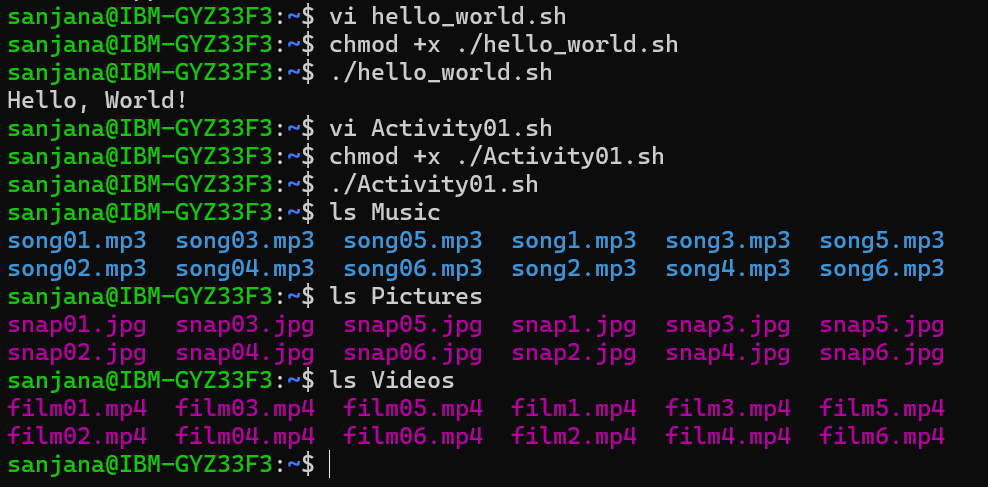 sanjana@IBM-GYZ33F3:~$ vi hello_world.sh
sanjana@IBM-GYZ33F3:~$ chmod +x ./hello_world.sh
sanjana@IBM-GYZ33F3:~$ ./hello_world.sh
Hello, World!
sanjana@IBM-GYZ33F3:~$ vi Activity01.sh
sanjana@IBM-GYZ33F3:~$ chmod +x ./Activity01.sh
sanjana@IBM-GYZ33F3:~$ ./Activity01.sh
sanjana@IBM-GYZ33F3:~$ ls Music
song01.mp3  song03.mp3  song05.mp3  song1.mp3  song3.mp3  song5.mp3
song02.mp3  song04.mp3  song06.mp3  song2.mp3  song4.mp3  song6.mp3
sanjana@IBM-GYZ33F3:~$ ls Pictures
snap01.jpg  snap03.jpg  snap05.jpg  snap1.jpg  snap3.jpg  snap5.jpg
snap02.jpg  snap04.jpg  snap06.jpg  snap2.jpg  snap4.jpg  snap6.jpg
sanjana@IBM-GYZ33F3:~$ ls Videos
film01.mp4  film03.mp4  film05.mp4  film1.mp4  film3.mp4  film5.mp4
film02.mp4  film04.mp4  film06.mp4  film2.mp4  film4.mp4  film6.mp4
sanjana@IBM-GYZ33F3:~$